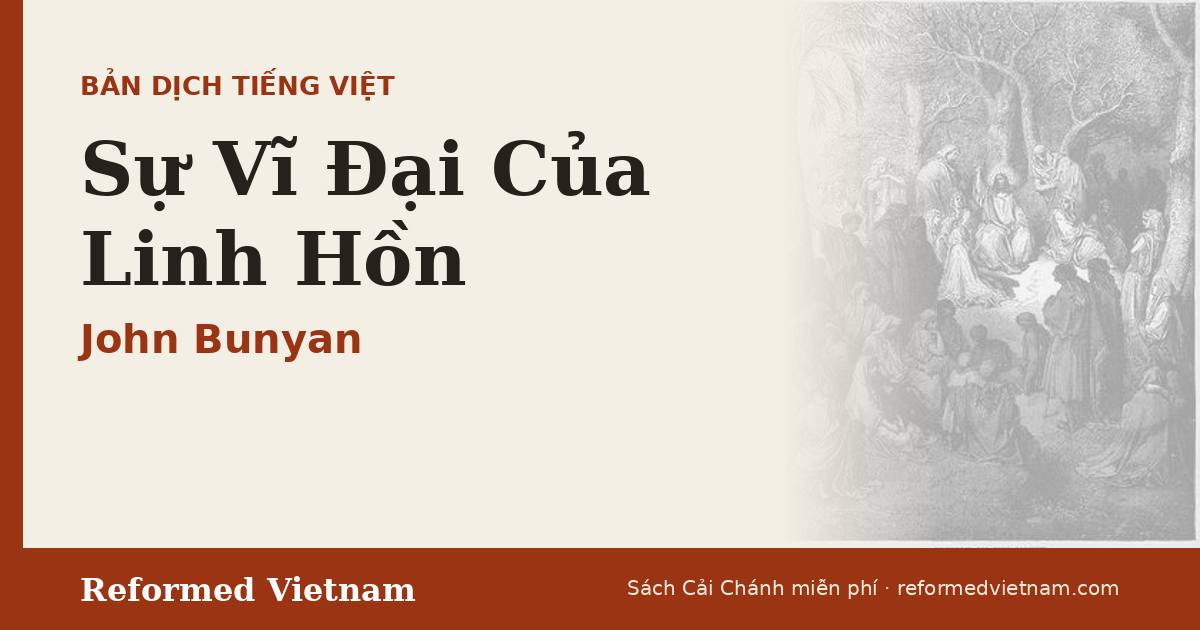 BẢN DỊCH TIẾNG VIỆT
Sự Vĩ Đại Của
Linh Hồn
John Bunyan
Reformed Vietnam
Sách Cải Chánh miễn phí · reformedvietnam.com